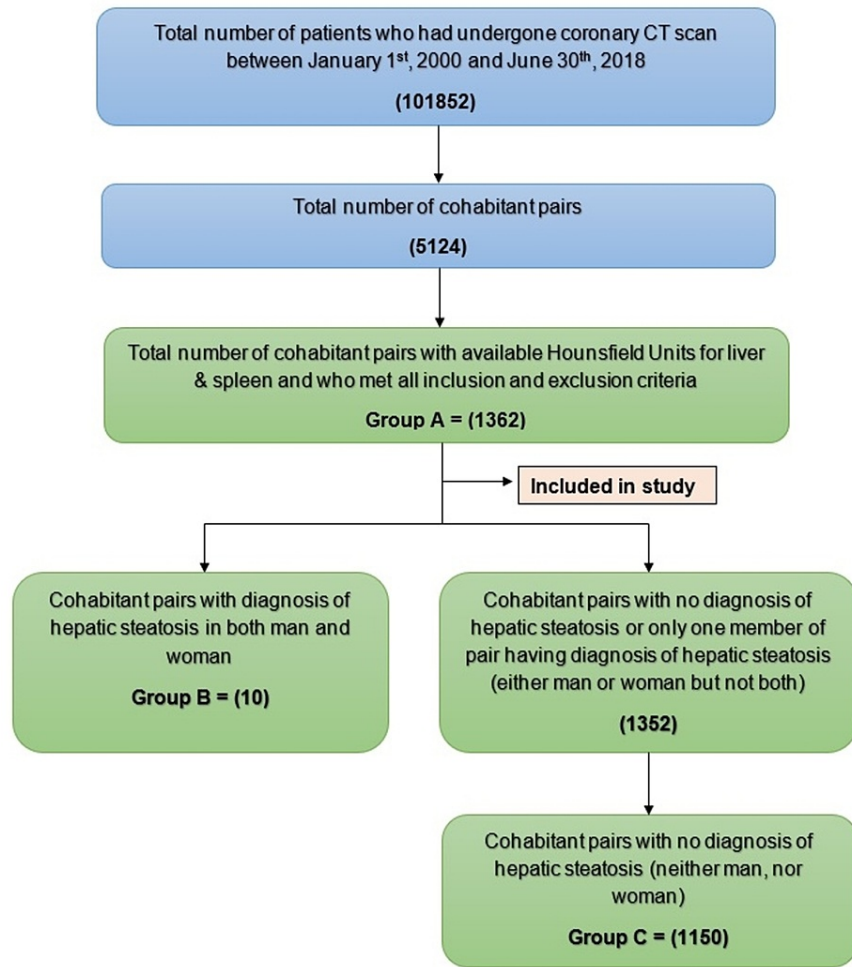 Total number of patients who had undergone coronary CT scan
between January 1st, 2000 and June 30th, 2018
(101852)
Total number of cohabitant pairs
(5124)
Total number of cohabitant pairs with available Hounsfield Units for liver
& spleen and who met all inclusion and exclusion criteria
Group A = (1362)
Included in study
Cohabitant pairs with diagnosis of
hepatic steatosis in both man and
woman
Group B = (10)
Cohabitant pairs with no diagnosis of
hepatic steatosis or only one member of
pair having diagnosis of hepatic steatosis
(either man or woman but not both)
(1352)
Cohabitant pairs with no diagnosis of
hepatic steatosis (neither man, nor
woman)
Group C = (1150)